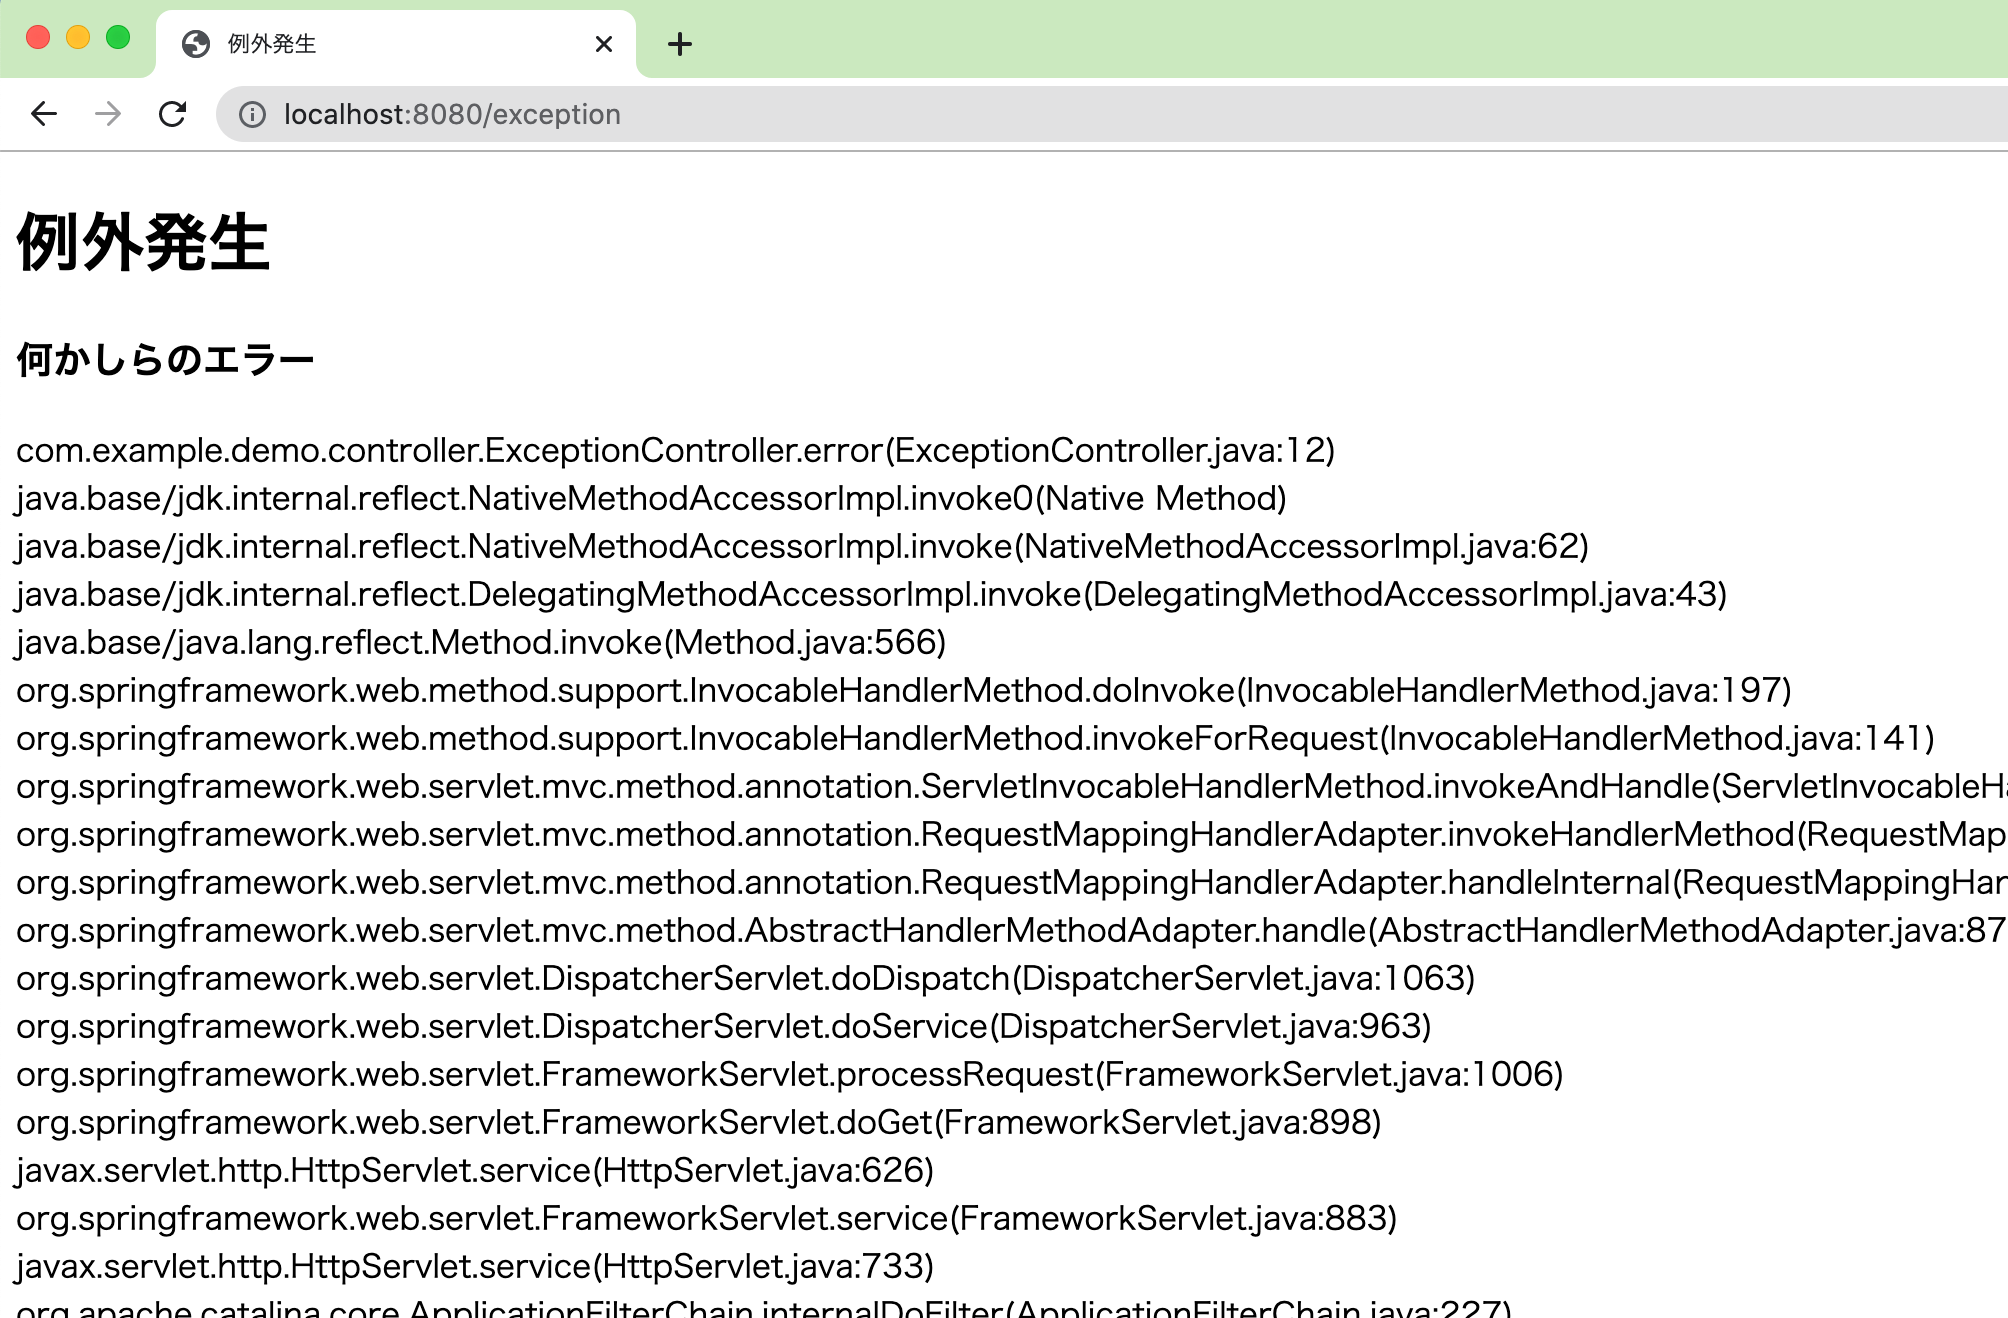 例外発生
localhost:8080/exception
例外発生
何かしらのエラー
com.example.demo.controller.ExceptionController.error(ExceptionController.java:12)
java.base/jdk.internal.reflect.NativeMethodAccessorImpl.invoke0(Native Method)
java.base/jdk.internal.reflect.NativeMethodAccessorImpl.invoke(NativeMethodAccessorImpl.java:62)
java.base/jdk.internal.reflect.DelegatingMethodAccessorImpl.invoke(DelegatingMethodAccessorImpl.java:43)
java.base/java.lang.reflect.Method.invoke(Method.java:566)
org.springframework.web.method.support.InvocableHandlerMethod.doInvoke(InvocableHandlerMethod.java:197)
org.springframework.web.method.support.InvocableHandlerMethod.invokeForRequest(InvocableHandlerMethod.java:141)
org.springframework.web.servlet.mvc.method.annotation.ServletInvocableHandlerMethod.invokeAndHandle(ServletInvocableHa
org.springframework.web.servlet.mvc.method.annotation.RequestMappingHandlerAdapter.invokeHandlerMethod(RequestMap
org.springframework.web.servlet.mvc.method.annotation.RequestMappingHandlerAdapter.handleInternal(RequestMappingHan
org.springframework.web.servlet.mvc.method.AbstractHandlerMethodAdapter.handle(AbstractHandlerMethodAdapter.java:87
org.springframework.web.servlet.DispatcherServlet.doDispatch(DispatcherServlet.java:1063)
org.springframework.web.servlet.DispatcherServlet.doService(DispatcherServlet.java:963)
org.springframework.web.servlet.FrameworkServlet.processRequest(FrameworkServlet.java:1006)
org.springframework.web.servlet.FrameworkServlet.doGet(FrameworkServlet.java:898)
javax.servlet.http.HttpServlet.service(HttpServlet.java:626)
org.springframework.web.servlet.FrameworkServlet.service(FrameworkServlet.java:883)
javax.servlet.http.HttpServlet.service(HttpServlet.java:733)
org.apache.catalina.core.ApplicationFilterChain.internalDoFilter(ApplicationFilterChain.java:227)